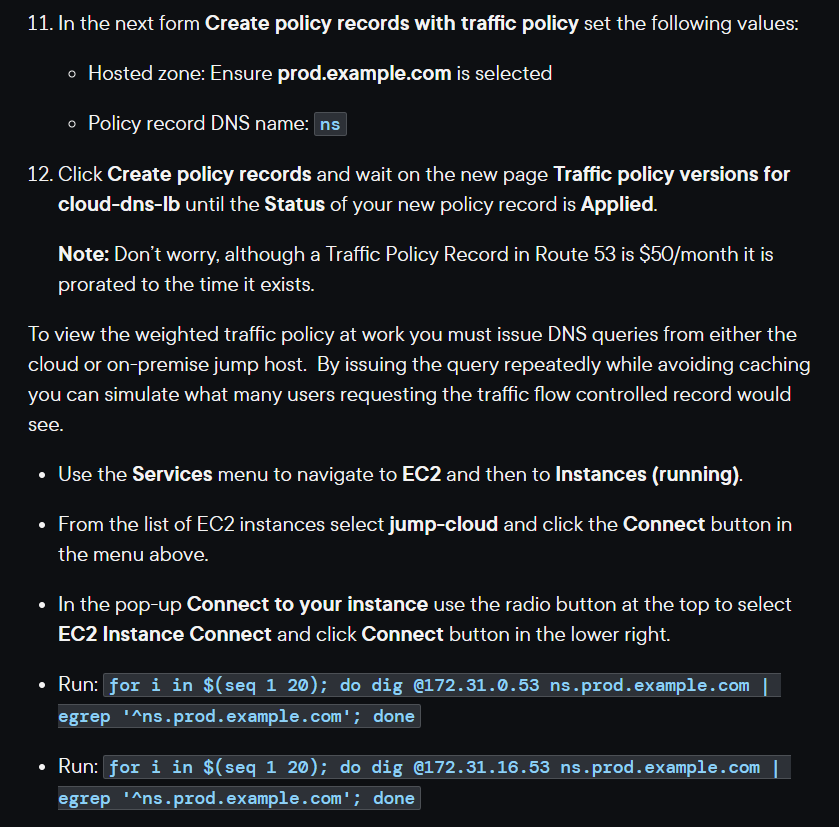 11. In the next form Create policy records with traffic policy set the following values:
Hosted zone: Ensure prod.example.com is selected
Policy record DNS name: ns
12. Click Create policy records and wait on the new page Traffic policy versions for
cloud-dns-lb until the Status of your new policy record is Applied.
Note: Don’t worry, although a Traffic Policy Record in Route 53 is $50/month it is
prorated to the time it exists.
To view the weighted traffic policy at work you must issue DNS queries from either the
cloud or on-premise jump host.  By issuing the query repeatedly while avoiding caching
you can simulate what many users requesting the traffic flow controlled record would
see.
Use the Services menu to navigate to EC2 and then to Instances (running).
From the list of EC2 instances select jump-cloud and click the Connect button in
the menu above.
In the pop-up Connect to your instance use the radio button at the top to select
EC2 Instance Connect and click Connect button in the lower right.
Run: for i in $(seq 1 20); do dig @172.31.0.53 ns.prod.example.com |
egrep '^ns.prod.example.com'; done
Run: for i in $(seq 1 20); do dig @172.31.16.53 ns.prod.example.com |
egrep '^ns.prod.example.com'; done